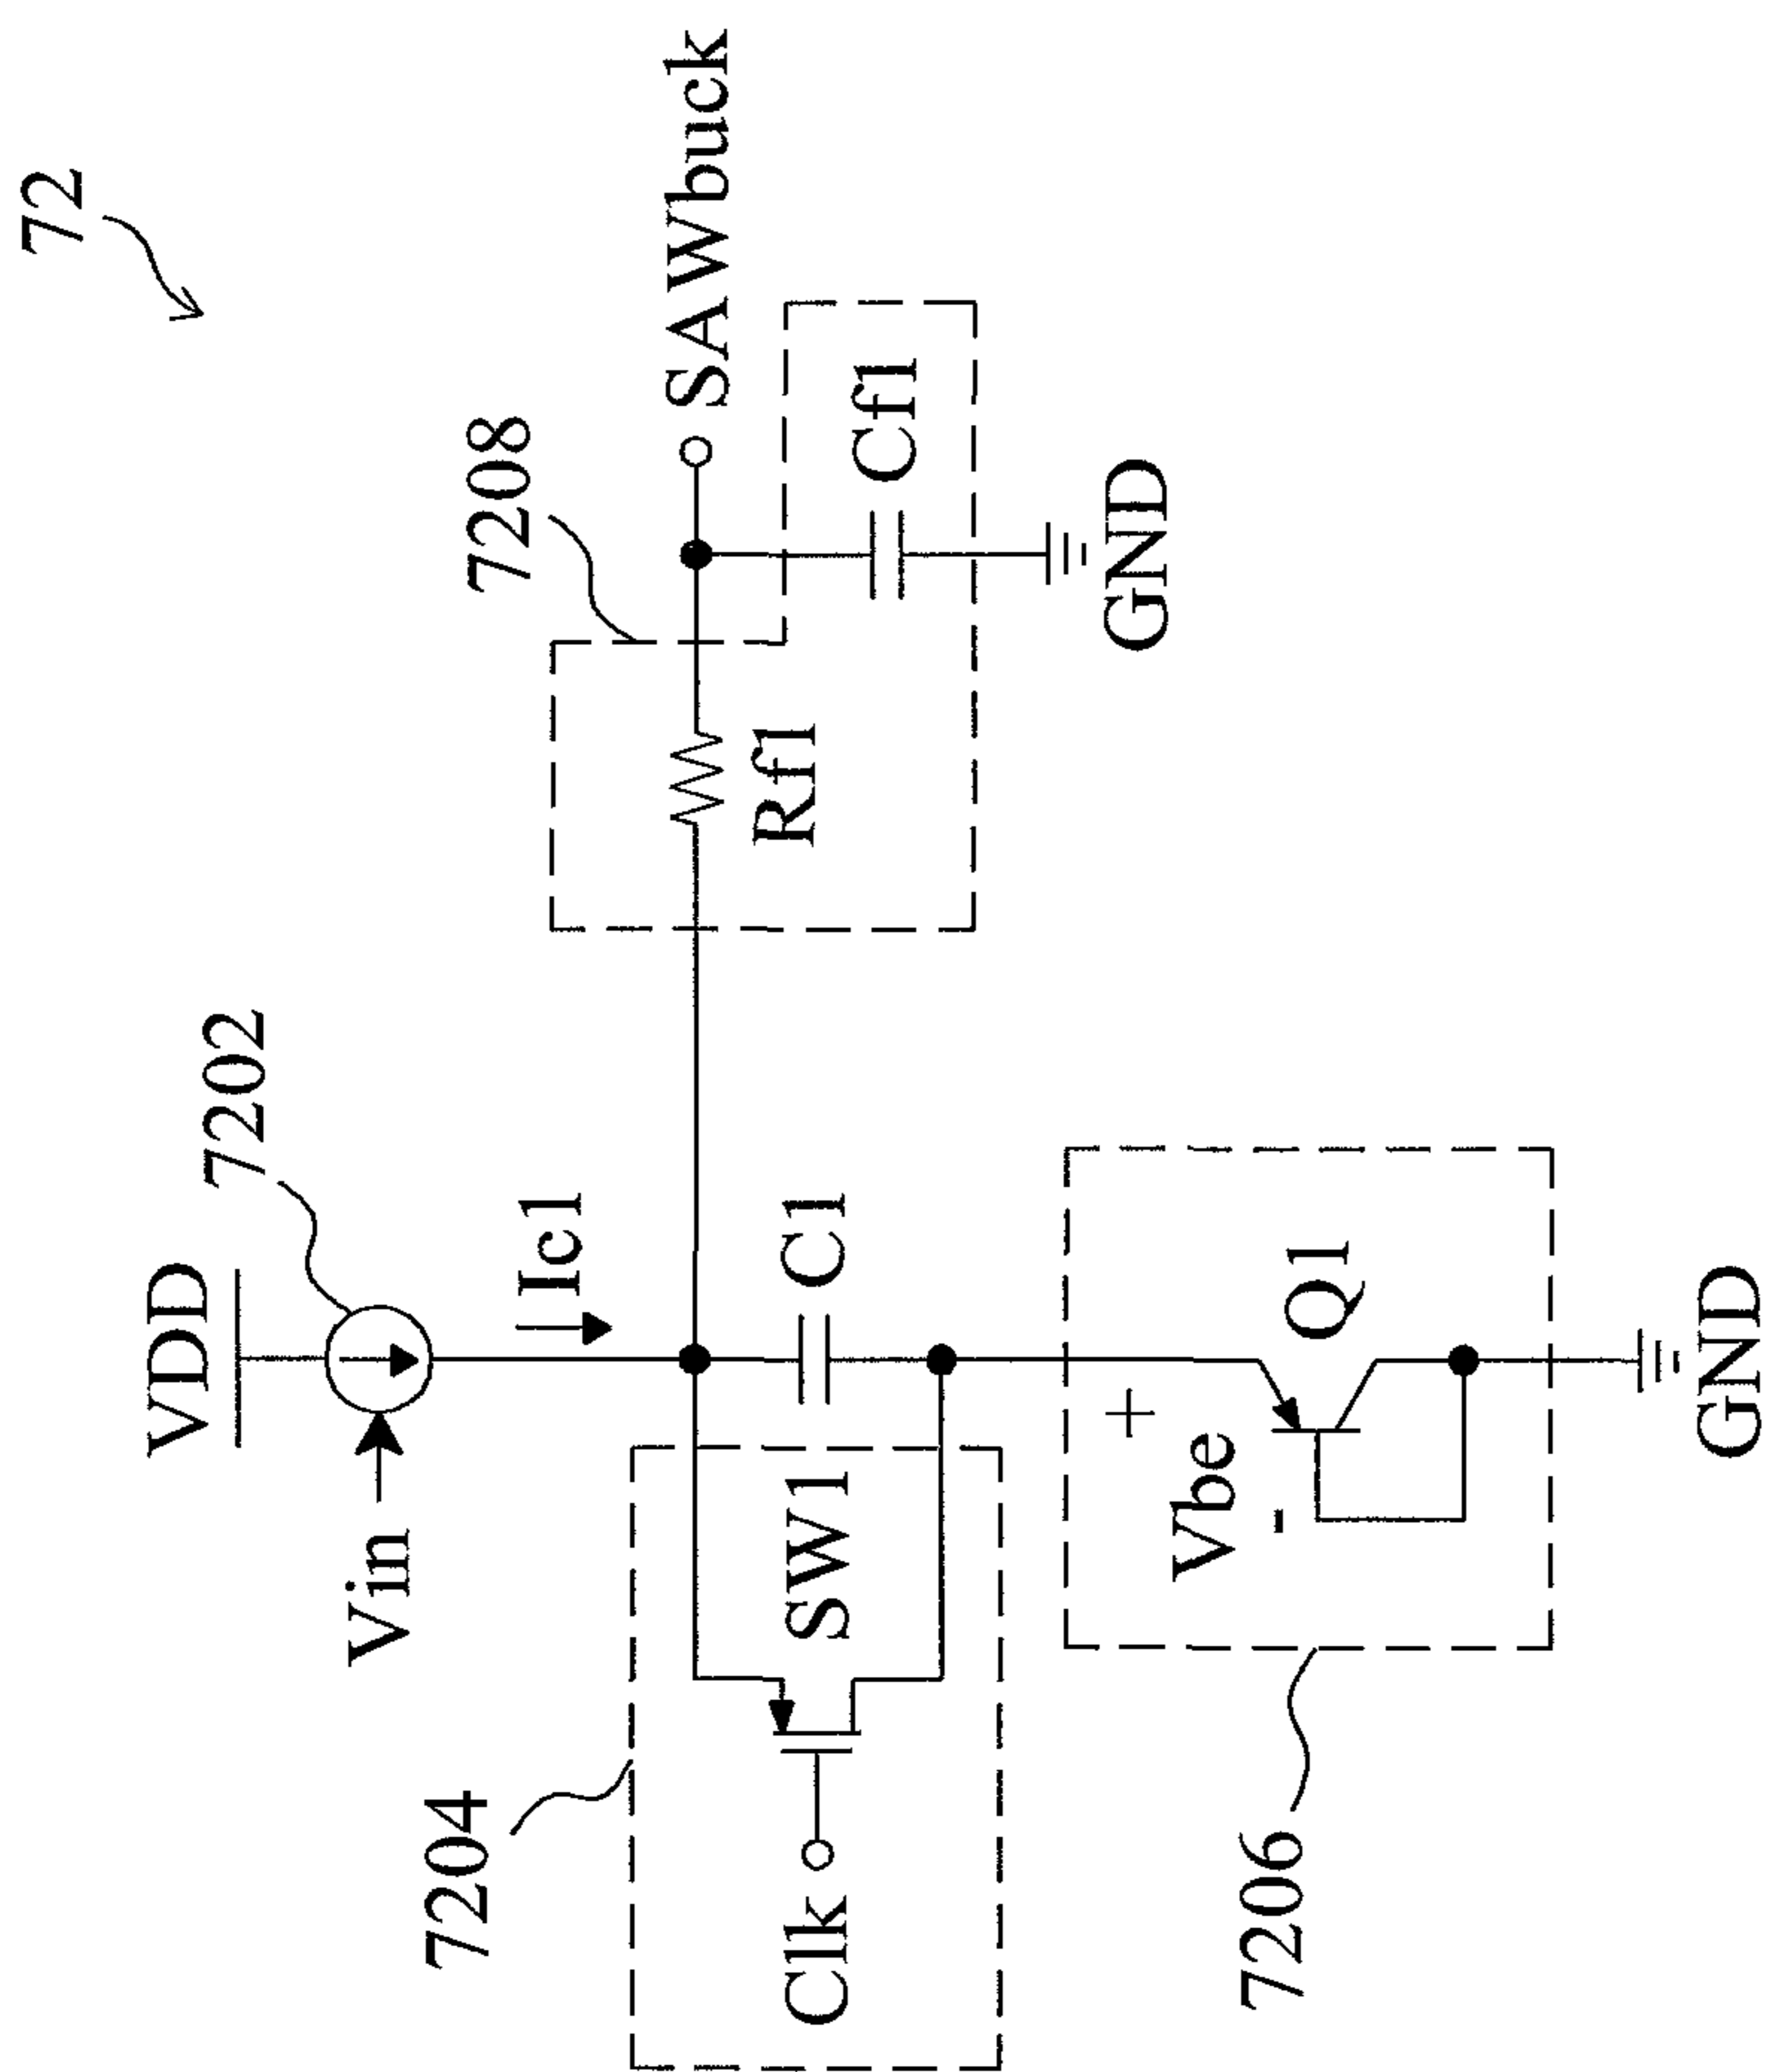 72
VDD
7202
Vin
Ic1
7208
SAWbuck
7204
Clk
SW1
C1
Rf1
Cf1
GND
7206
Vbe
+
-
Q1
GND